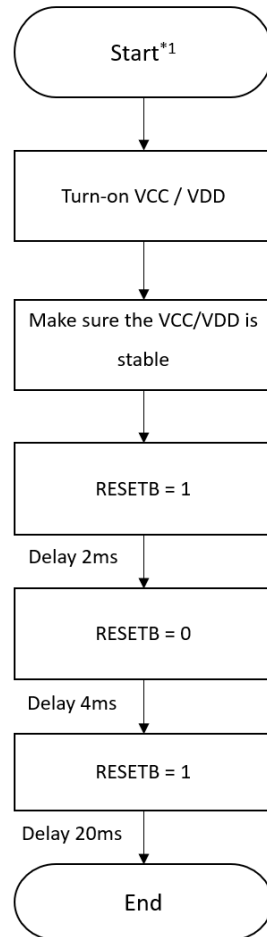 Start*1
Turn-on VCC / VDD
Make sure the VCC/VDD is
stable
RESETB = 1
Delay 2ms
RESETB = 0
Delay 4ms
RESETB = 1
Delay 20ms
End